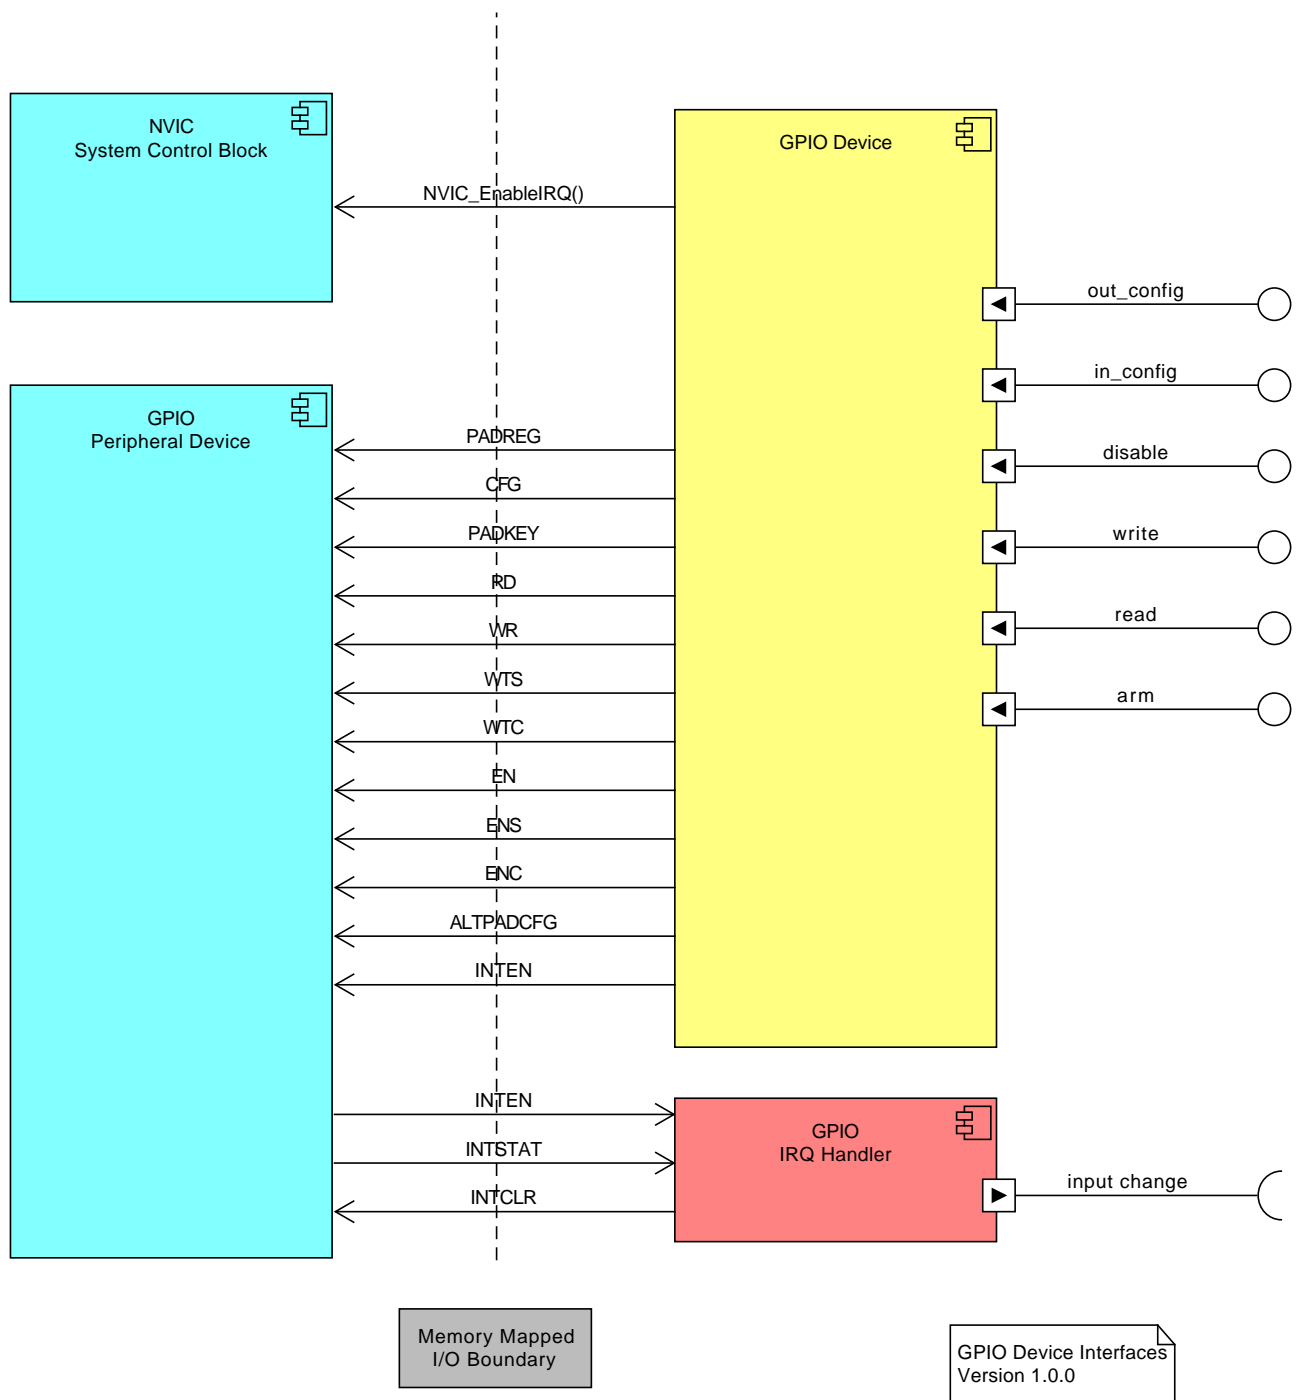 NVIC
System Control Block
GPIO Device
NVIC_EnableIRQ()
out_config
in_config
disable
write
read
arm
GPIO
Peripheral Device
PADREG
CFG
PADKEY
RD
WR
WTS
WTC
EN
ENS
ENC
ALTPADCFG
INTEN
INTEN
INTSTAT
INTCLR
GPIO
IRQ Handler
input change
Memory Mapped
I/O Boundary
GPIO Device Interfaces
Version 1.0.0